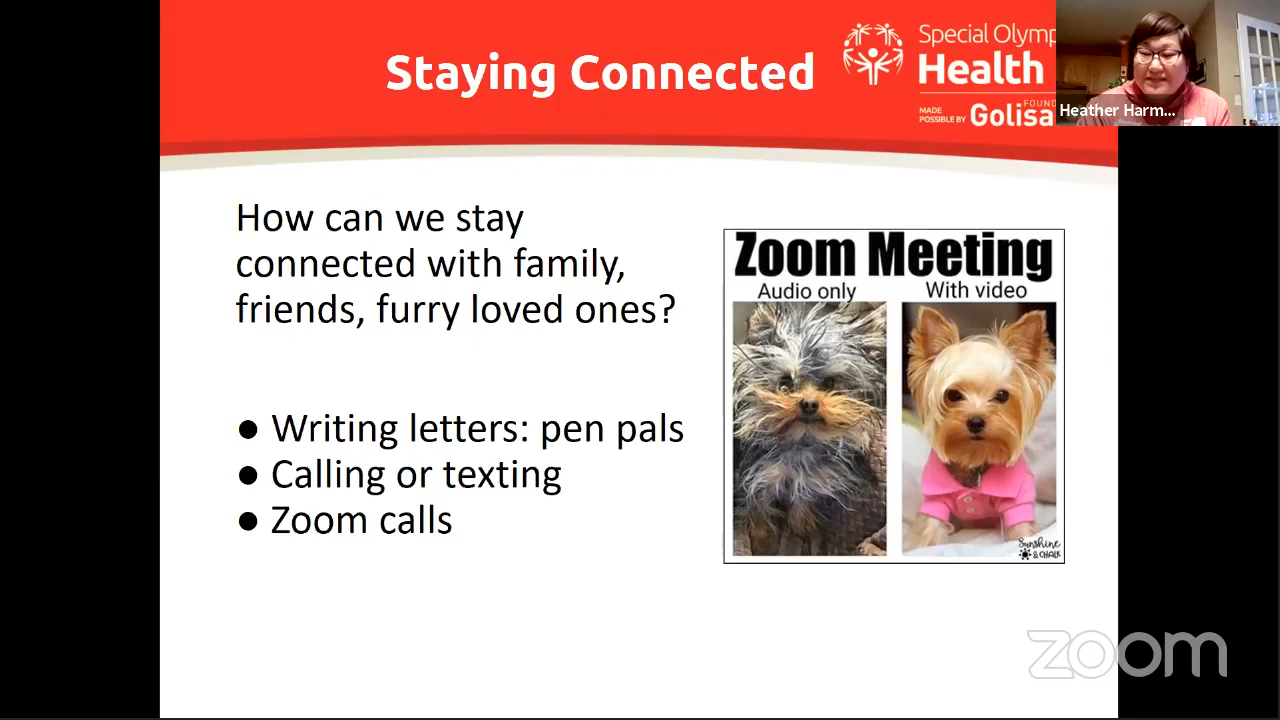 Staying Connected
Special Olymp
Health
MADE
POSSIBLE BY
FOUND
Golisa
Heather Harm...
How can we stay
connected with family,
friends, furry loved ones?
● Writing letters: pen pals
● Calling or texting
● Zoom calls
Zoom Meeting
Audio only
With video
Sunshine
& CHALK
zoom